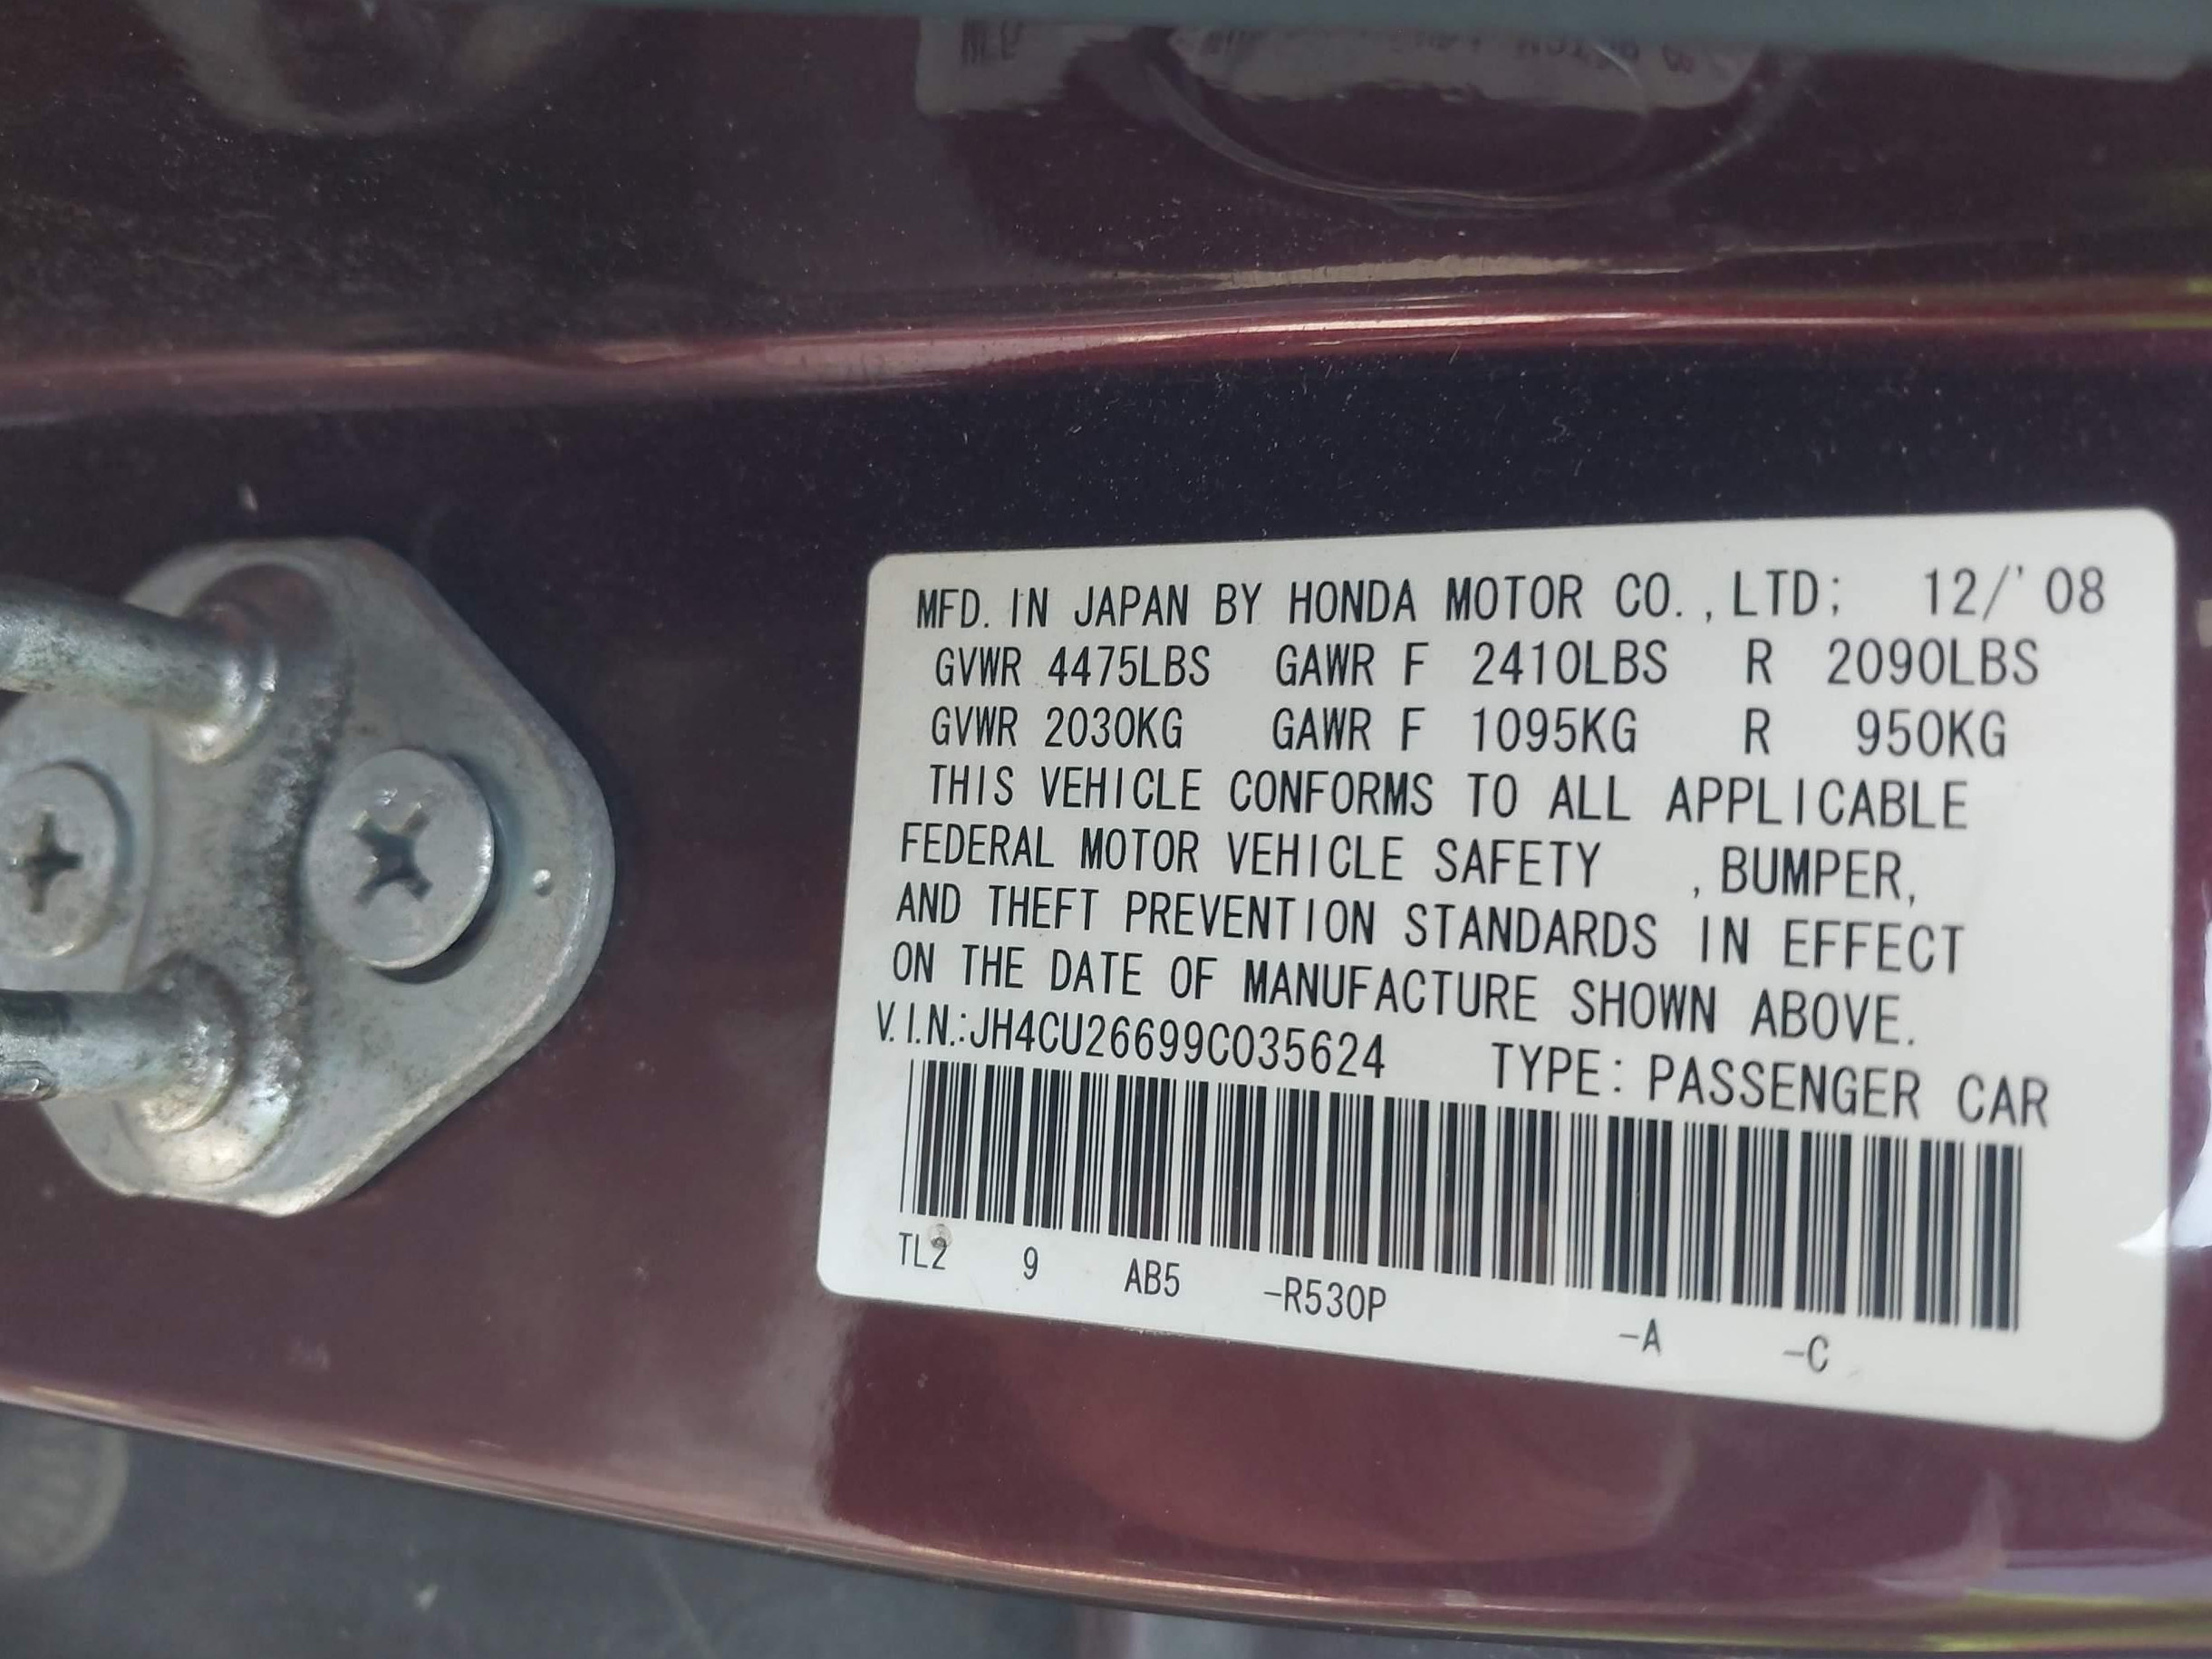 MFD. IN JAPAN BY HONDA MOTOR CO., LTD; 12/'08
GVWR 4475LBS GAWR F 2410LBS R 2090LBS
GVWR 2030KG GAWR F 1095KG R 950KG
THIS VEHICLE CONFORMS TO ALL APPLICABLE
FEDERAL MOTOR VEHICLE SAFETY , BUMPER,
AND THEFT PREVENTION STANDARDS IN EFFECT
ON THE DATE OF MANUFACTURE SHOWN ABOVE.
V.I.N.:JH4CU26699C035624 TYPE: PASSENGER CAR
TL2 9 AB5 -R530P -A -C